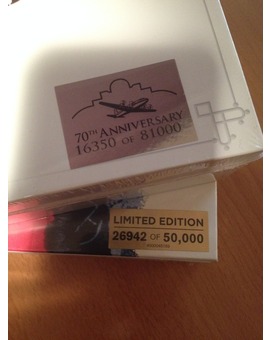 70TH ANNIVERSARY
16350 OF 81000
LIMITED EDITION
26942 OF 50,000